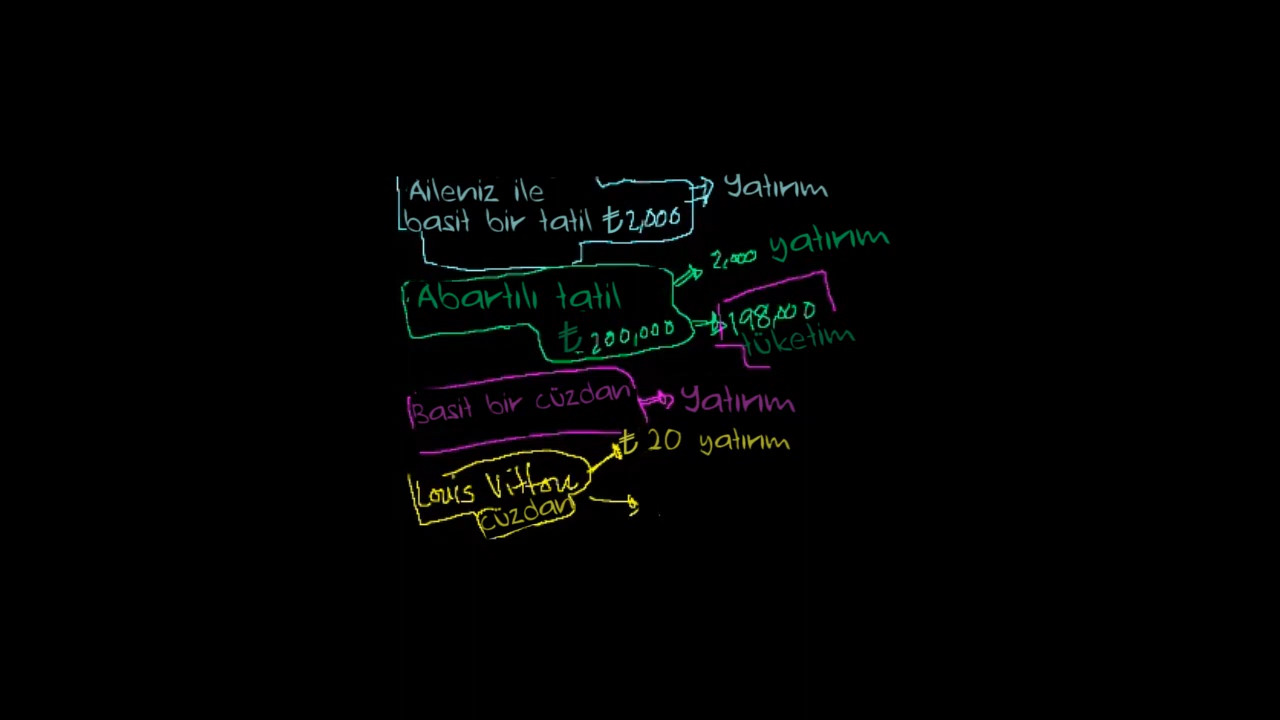 Aileniz ile
basit bir tatil ₺2,000
Yatırım
Abartılı tatil
₺ 200,000
2,000 yatırım
198,000
tüketim
Basit bir cüzdan
Yatırım
Louis Vitton
cüzdan
₺ 20 yatırım